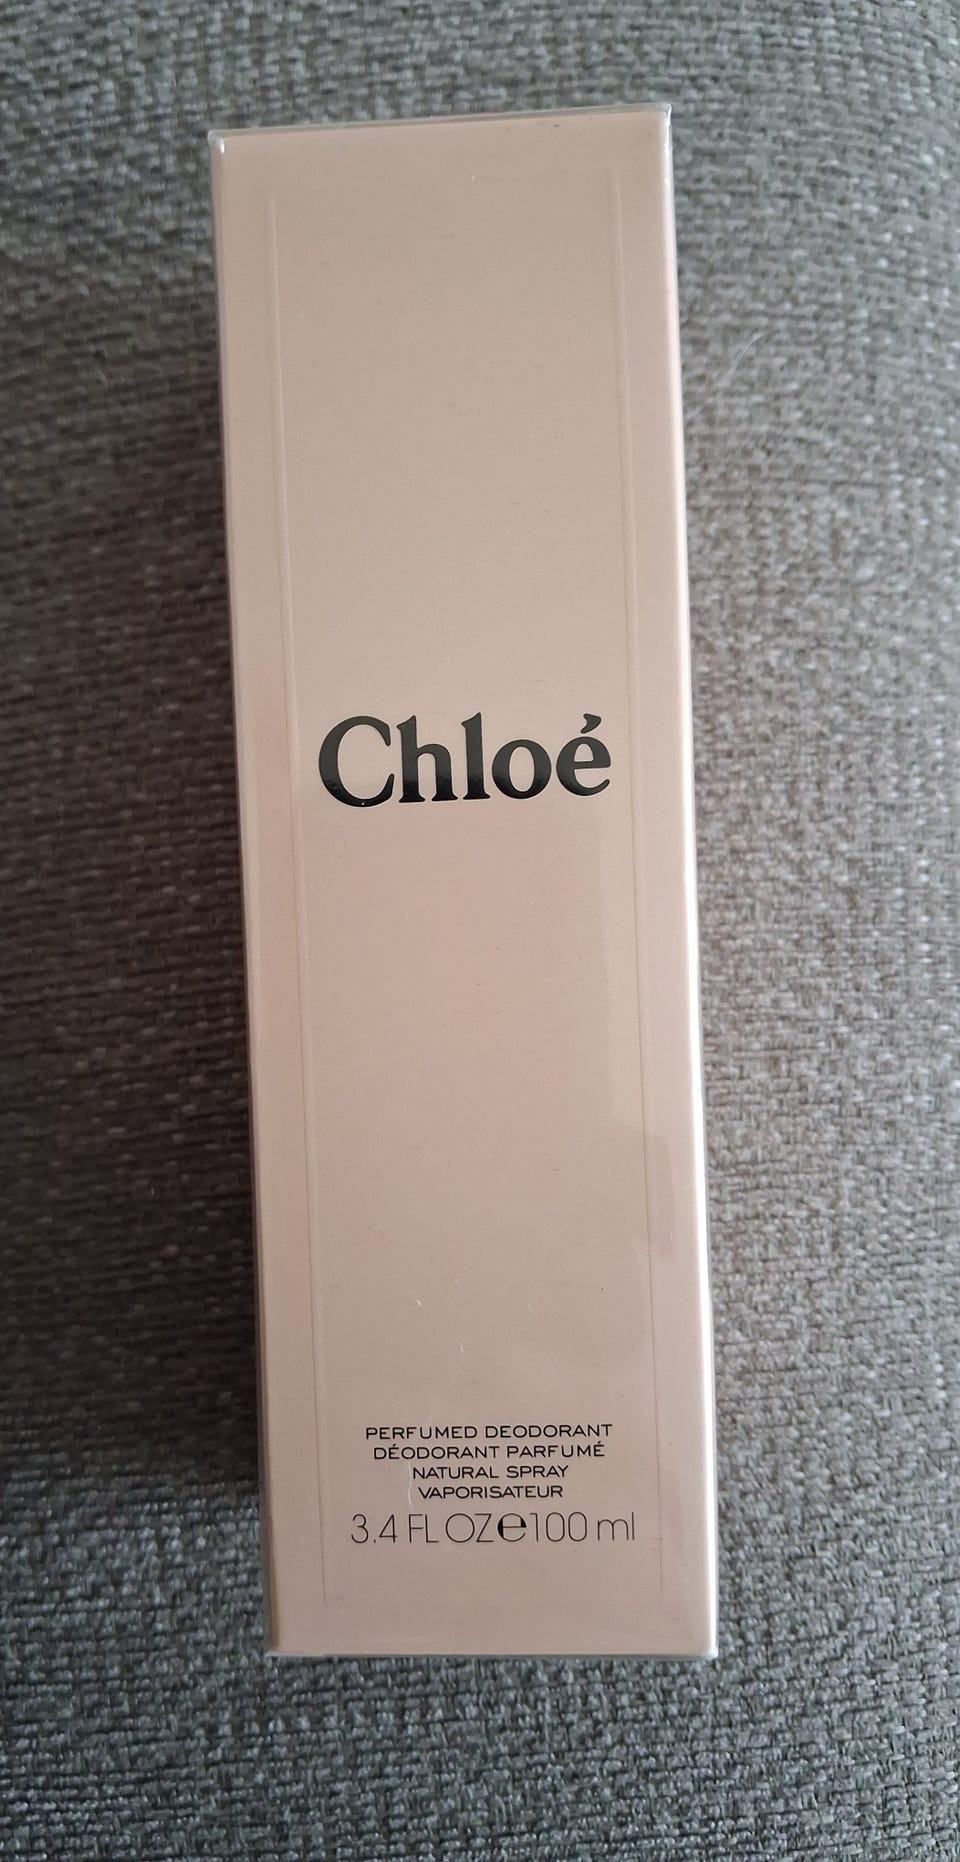 Chloé
PERFUMED DEODORANT
DÉODORANT PARFUMÉ
NATURAL SPRAY
VAPORISATEUR
3.4 FL OZ e 100 ml